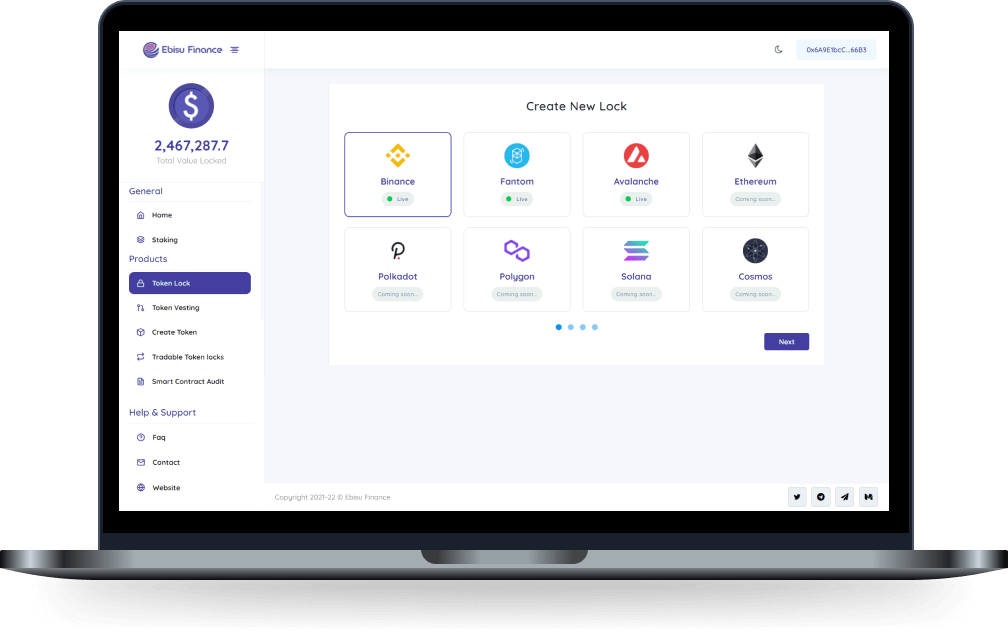 Ebisu Finance
0x6A9E1bcC...66B3
2,467,287.7
Total Value Locked
General
Home
Staking
Products
Token Lock
Token Vesting
Create Token
Tradable Token locks
Smart Contract Audit
Help & Support
Faq
Contact
Website
Create New Lock
Binance
Live
Fantom
Live
Avalanche
Live
Ethereum
Coming soon...
Polkadot
Coming soon...
Polygon
Coming soon...
Solana
Coming soon...
Cosmos
Coming soon...
Next
Copyright 2021-22 © Ebisu Finance